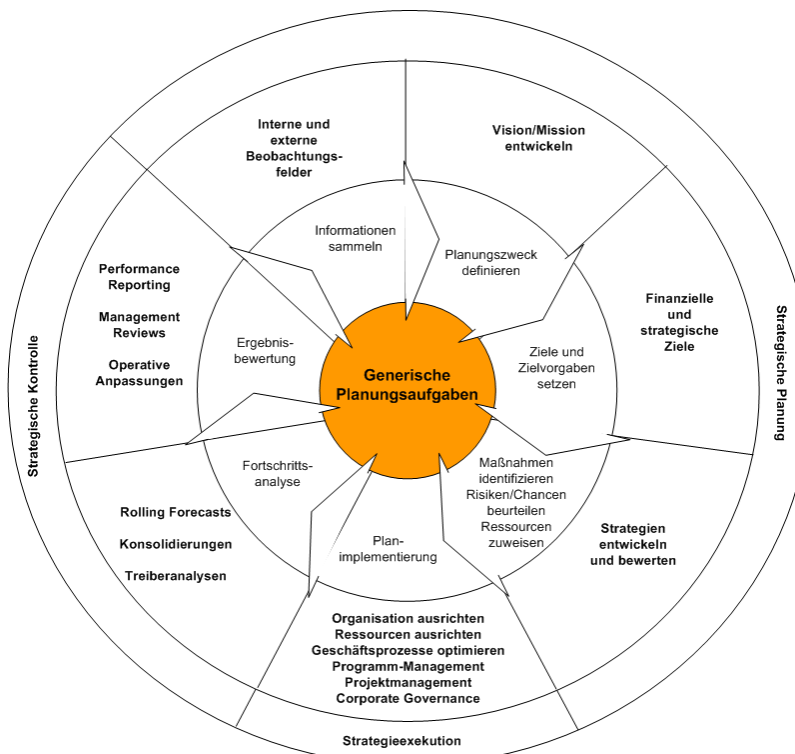 Interne und
externe
Beobachtungs-
felder
Vision/Mission
entwickeln
Informationen
sammeln
Planungszweck
definieren
Performance
Reporting
Management
Reviews
Operative
Anpassungen
Ergebnis-
bewertung
Generische
Planungsaufgaben
Ziele und
Zielvorgaben
setzen
Finanzielle
und
strategische
Ziele
Strategische Kontrolle
Strategische Planung
Fortschritts-
analyse
Maßnahmen
identifizieren
Risiken/Chancen
beurteilen
Ressourcen
zuweisen
Rolling Forecasts
Konsolidierungen
Treiberanalysen
Plan-
implementierung
Strategien
entwickeln
und bewerten
Organisation ausrichten
Ressourcen ausrichten
Geschäftsprozesse optimieren
Programm-Management
Projektmanagement
Corporate Governance
Strategieexekution